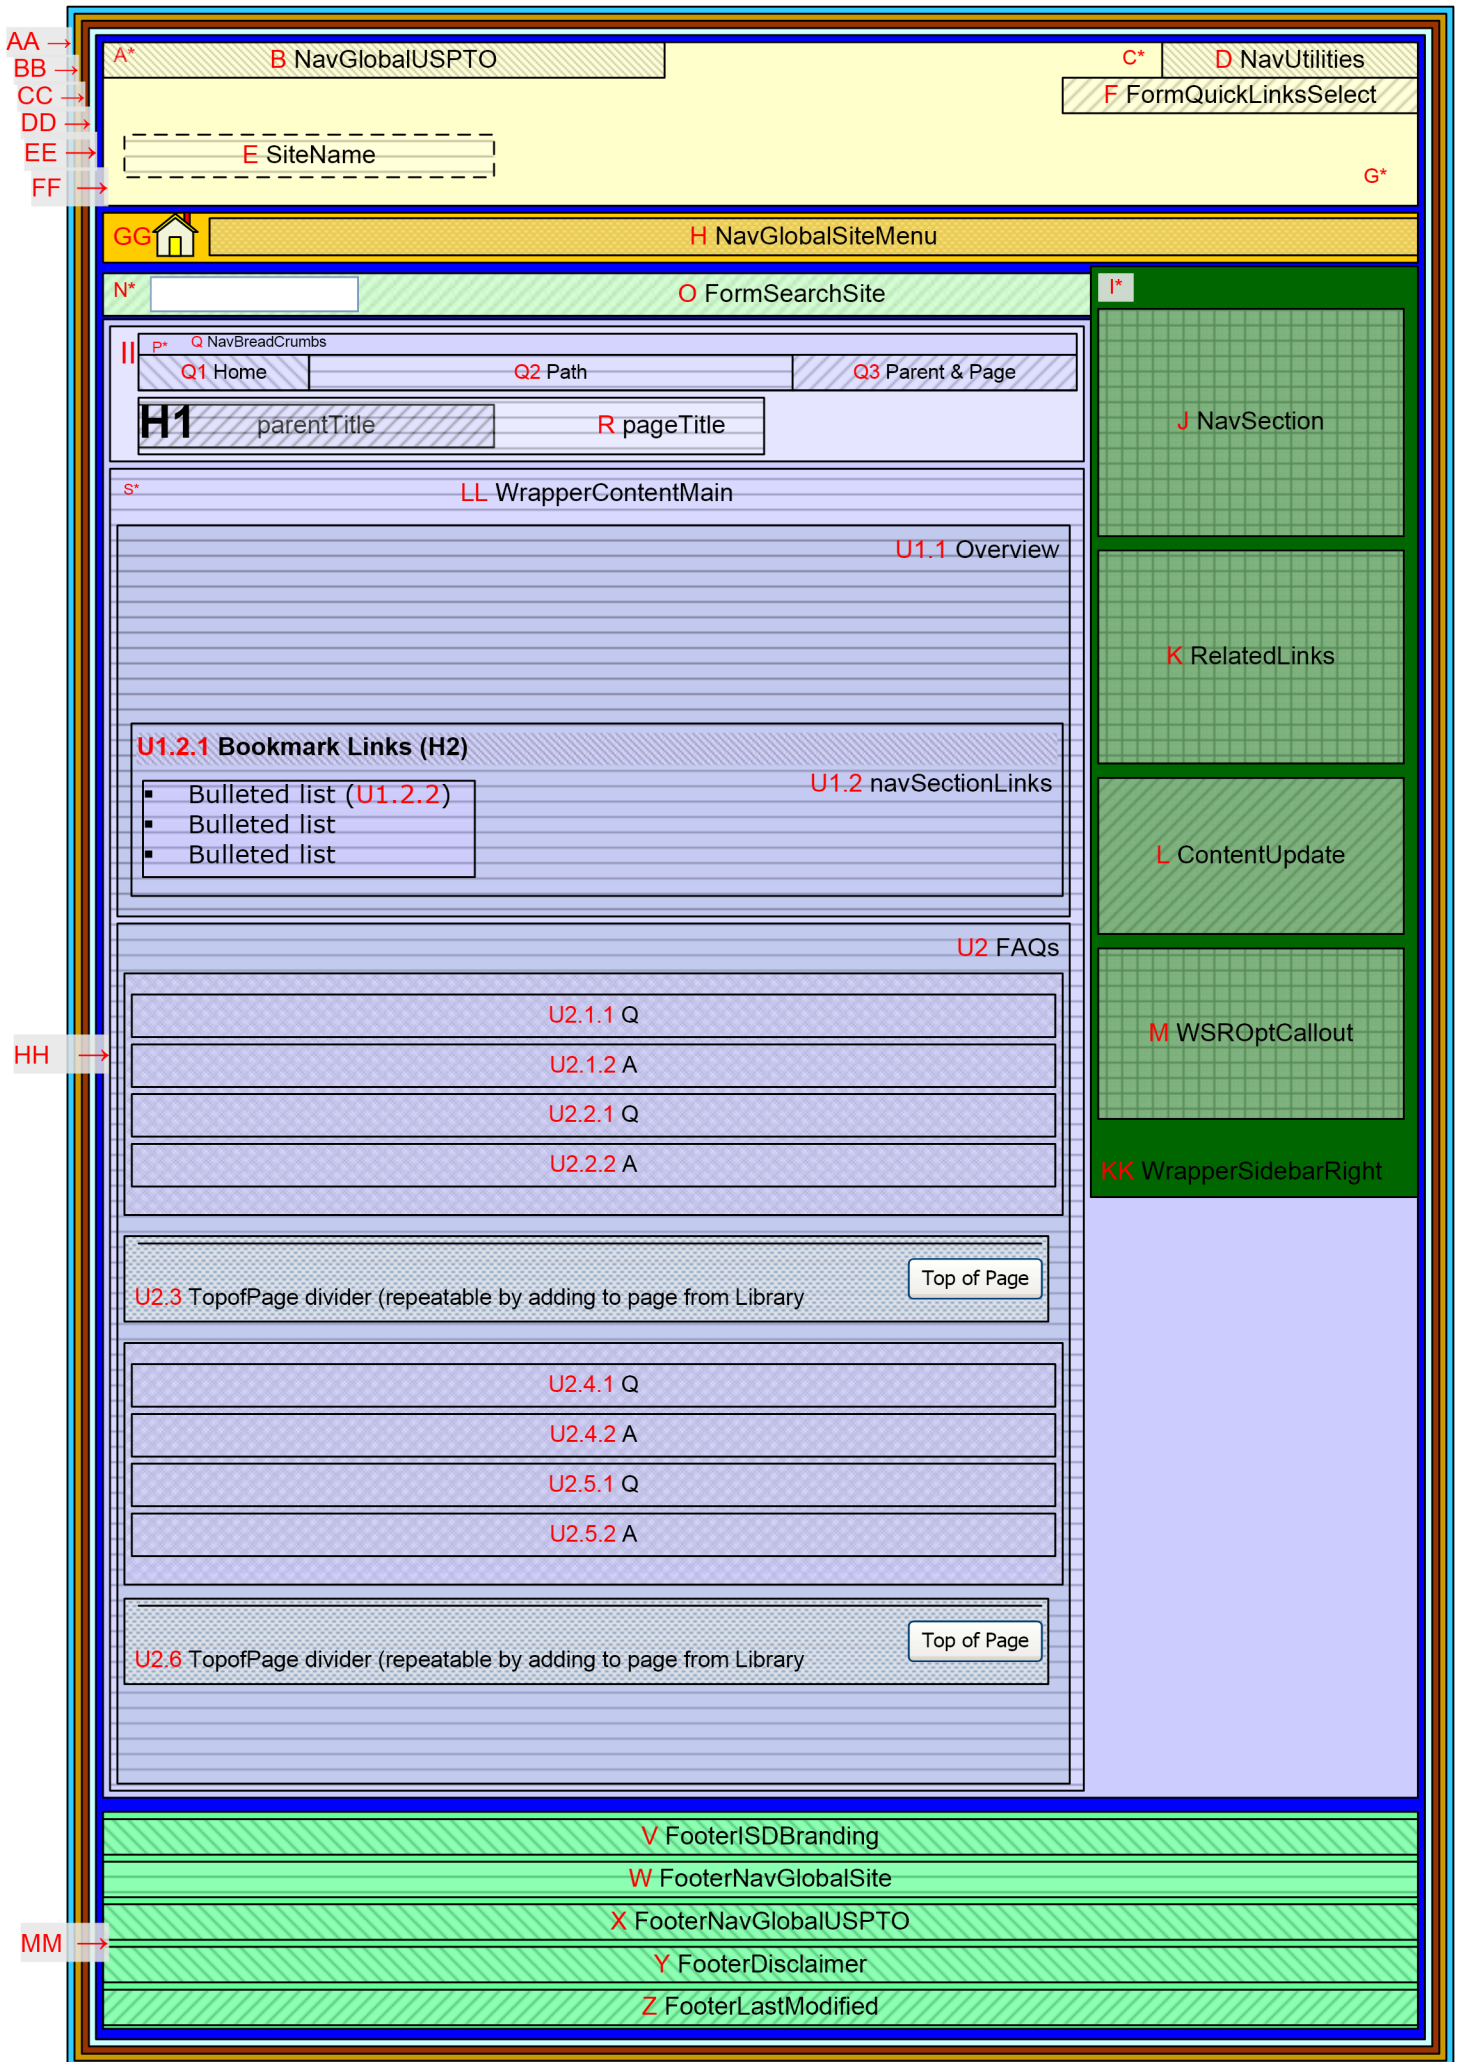 AA →
A*
B NavGlobalUSPTO
C*
D NavUtilities
BB →
CC →
F FormQuickLinksSelect
DD →
EE →
E SiteName
FF →
G*
GG
H NavGlobalSiteMenu
N*
O FormSearchSite
I*
II
P*
Q NavBreadCrumbs
Q1 Home
Q2 Path
Q3 Parent & Page
H1
parentTitle
R pageTitle
J NavSection
S*
LL WrapperContentMain
U1.1 Overview
K RelatedLinks
U1.2.1 Bookmark Links (H2)
U1.2 navSectionLinks
▪ Bulleted list (U1.2.2)
▪ Bulleted list
▪ Bulleted list
L ContentUpdate
U2 FAQs
U2.1.1 Q
M WSROptCallout
HH →
U2.1.2 A
U2.2.1 Q
U2.2.2 A
KK WrapperSidebarRight
Top of Page
U2.3 TopofPage divider (repeatable by adding to page from Library
U2.4.1 Q
U2.4.2 A
U2.5.1 Q
U2.5.2 A
Top of Page
U2.6 TopofPage divider (repeatable by adding to page from Library
V FooterISDBranding
W FooterNavGlobalSite
X FooterNavGlobalUSPTO
MM →
Y FooterDisclaimer
Z FooterLastModified